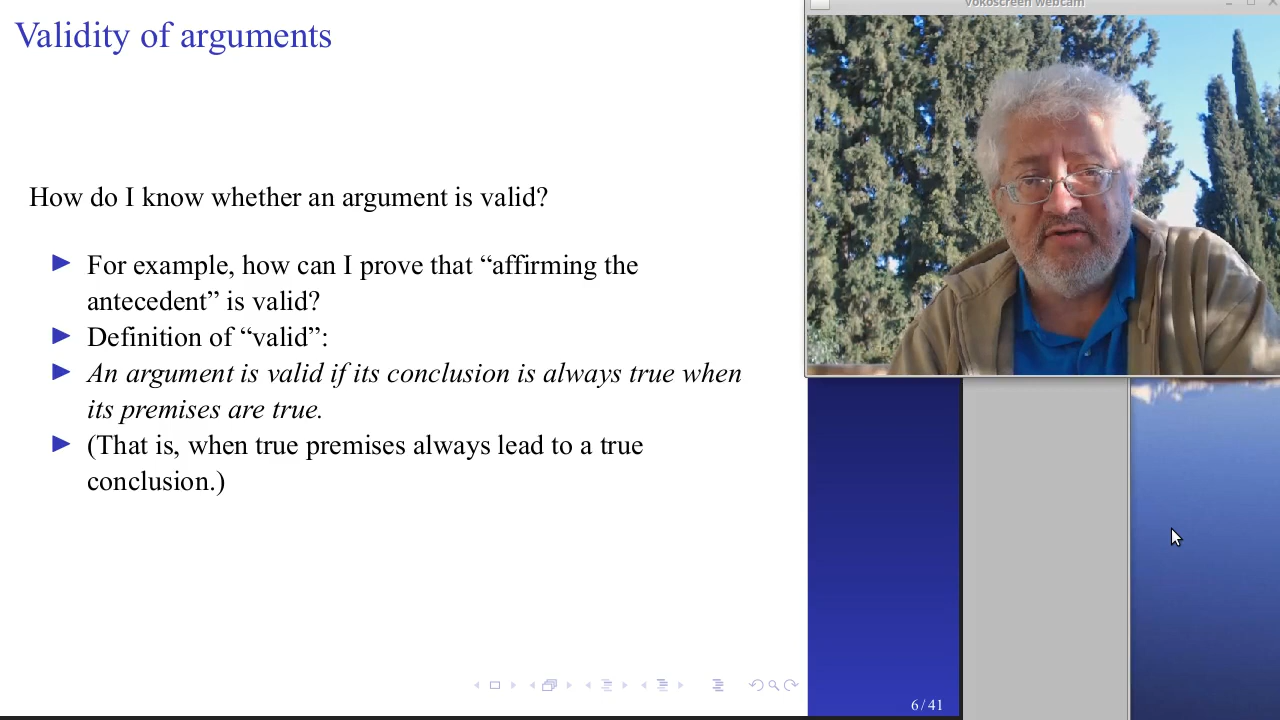 Validity of arguments
vokoscreen webcam
How do I know whether an argument is valid?
For example, how can I prove that “affirming the
antecedent” is valid?
Definition of “valid”:
An argument is valid if its conclusion is always true when
its premises are true.
(That is, when true premises always lead to a true
conclusion.)
6 / 41